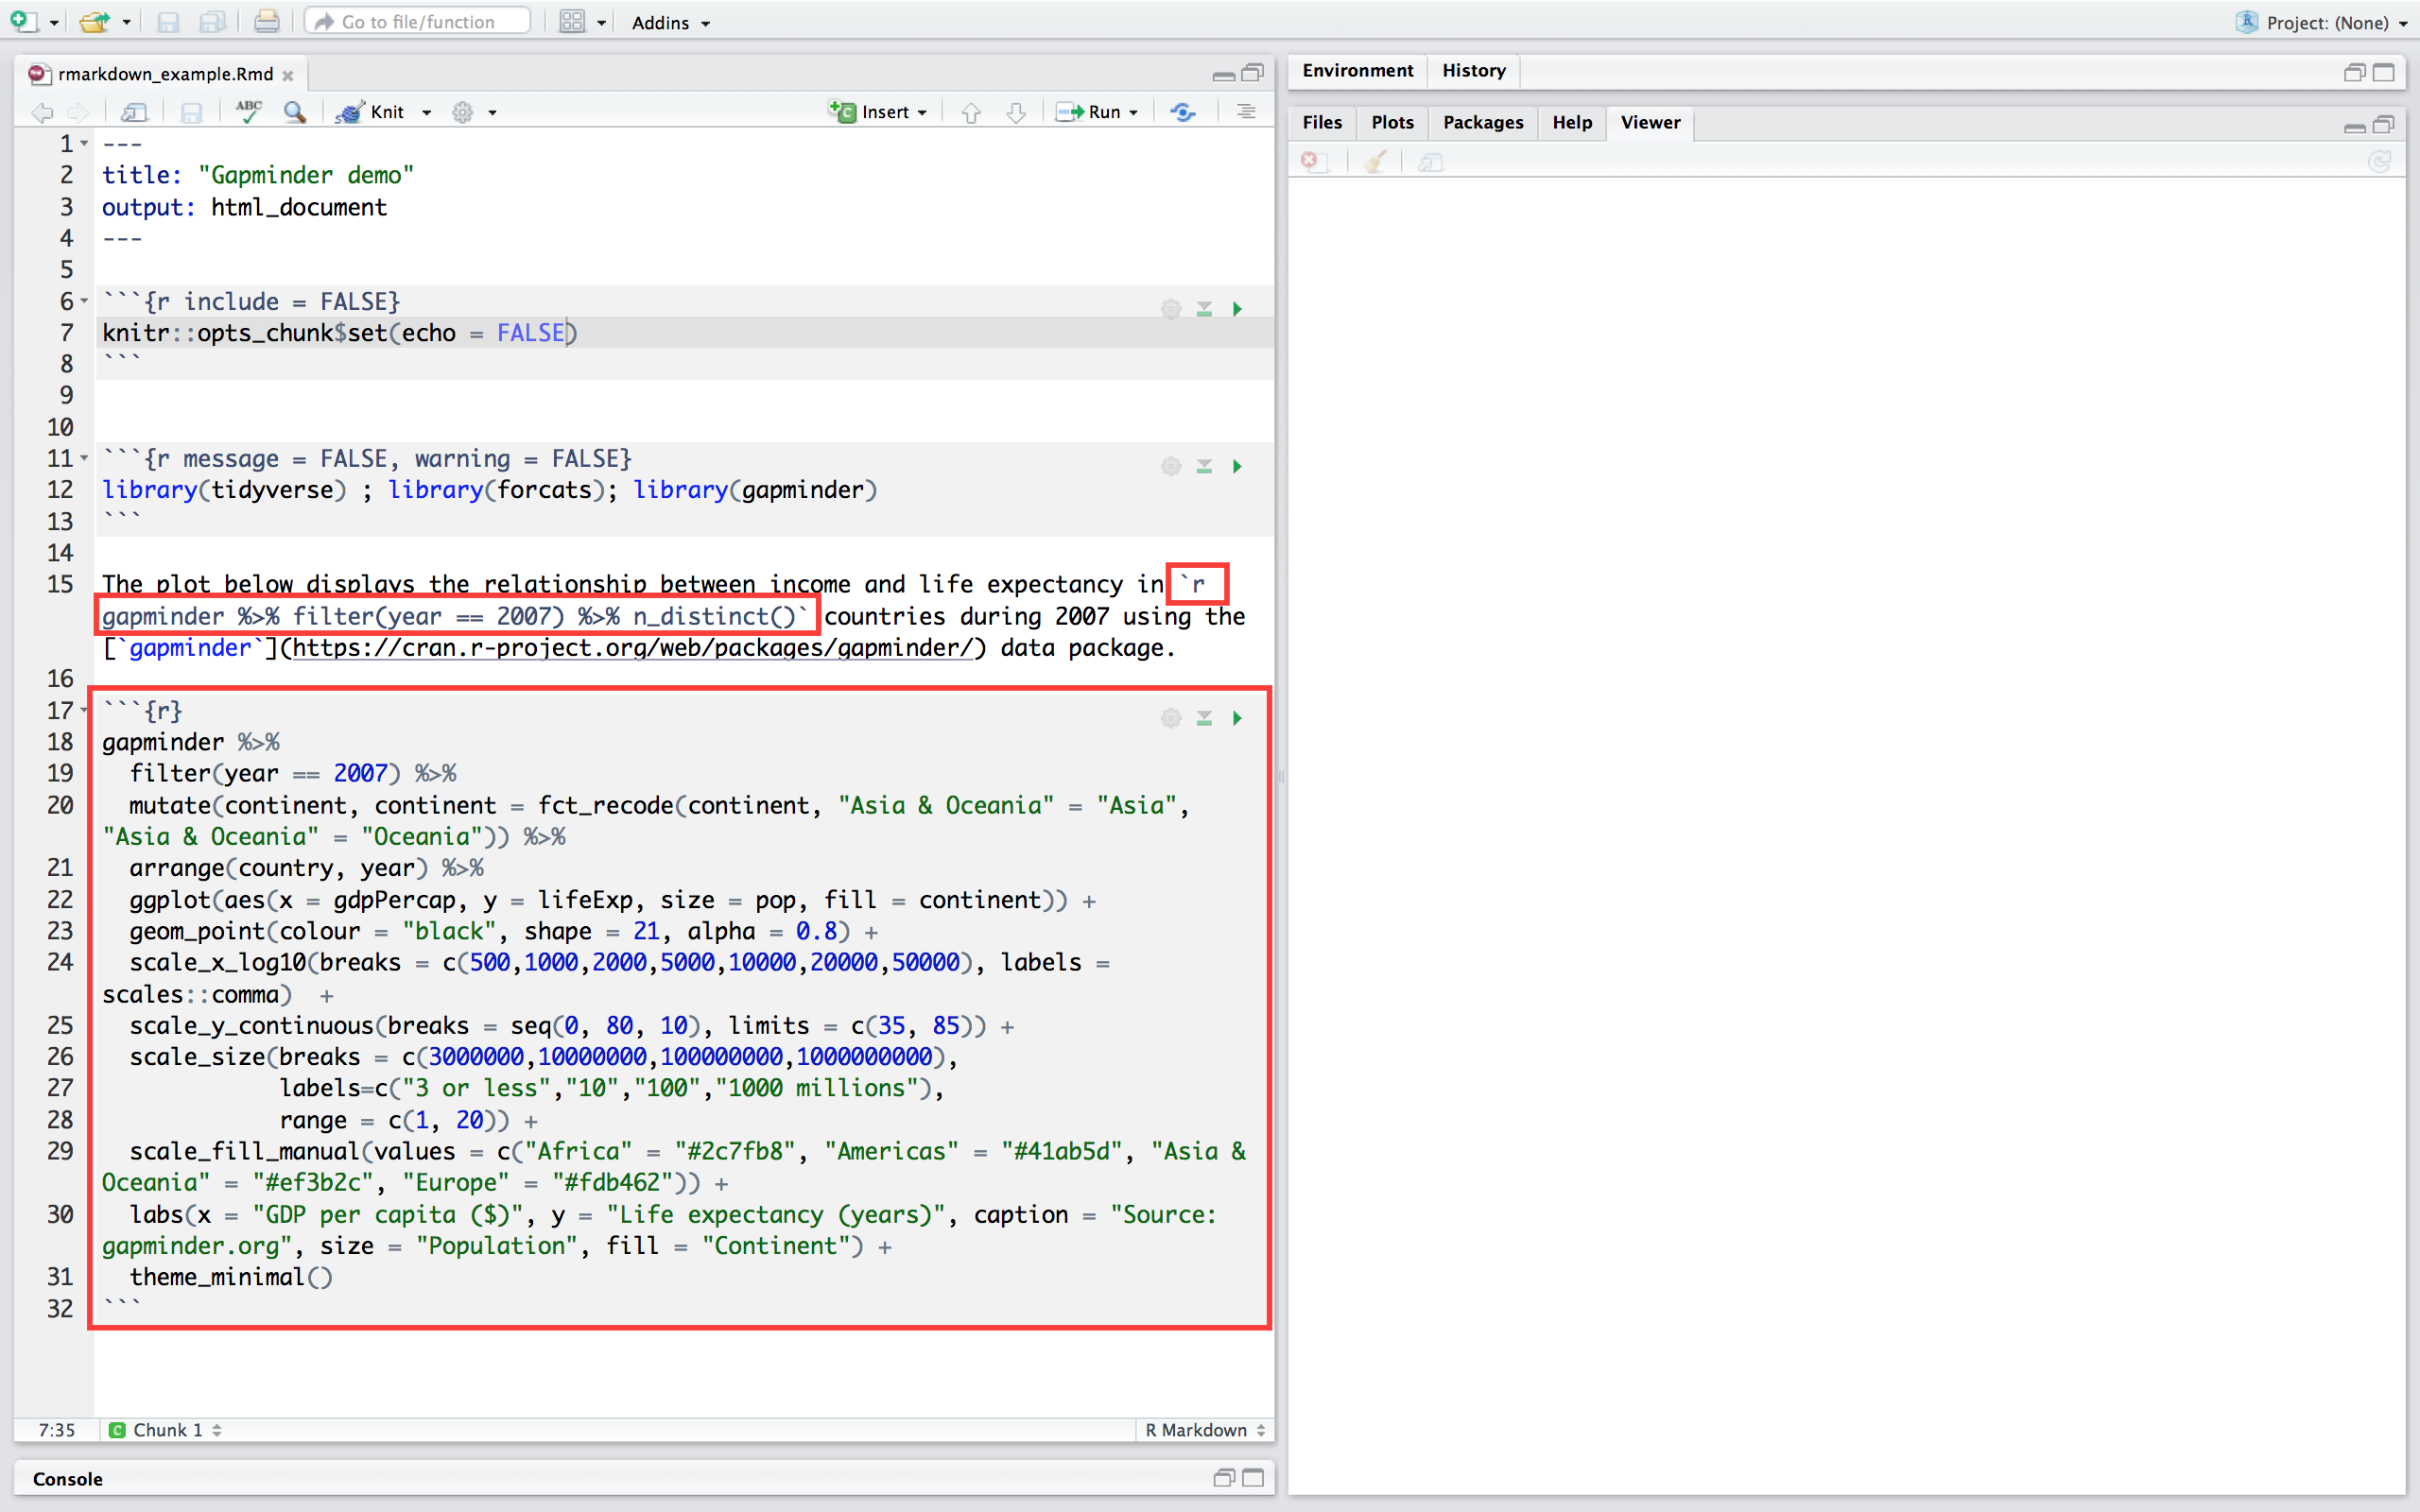 Go to file/function Addins Project: (None)
rmarkdown_example.Rmd
Environment History
ABC Knit Insert Run
Files Plots Packages Help Viewer
1 ---
2 title: "Gapminder demo"
3 output: html_document
4 ---
5
6 ```{r include = FALSE}
7 knitr::opts_chunk$set(echo = FALSE)
8 ```
9
10
11 ```{r message = FALSE, warning = FALSE}
12 library(tidyverse) ; library(forcats); library(gapminder)
13 ```
14
15 The plot below displays the relationship between income and life expectancy in `r
gapminder %>% filter(year == 2007) %>% n_distinct()` countries during 2007 using the
[`gapminder`](https://cran.r-project.org/web/packages/gapminder/) data package.
16
17 ```{r}
18 gapminder %>%
19 filter(year == 2007) %>%
20 mutate(continent, continent = fct_recode(continent, "Asia & Oceania" = "Asia",
"Asia & Oceania" = "Oceania")) %>%
21 arrange(country, year) %>%
22 ggplot(aes(x = gdpPercap, y = lifeExp, size = pop, fill = continent)) +
23 geom_point(colour = "black", shape = 21, alpha = 0.8) +
24 scale_x_log10(breaks = c(500,1000,2000,5000,10000,20000,50000), labels =
scales::comma)  +
25 scale_y_continuous(breaks = seq(0, 80, 10), limits = c(35, 85)) +
26 scale_size(breaks = c(3000000,10000000,100000000,1000000000),
27 labels=c("3 or less","10","100","1000 millions"),
28 range = c(1, 20)) +
29 scale_fill_manual(values = c("Africa" = "#2c7fb8", "Americas" = "#41ab5d", "Asia &
Oceania" = "#ef3b2c", "Europe" = "#fdb462")) +
30 labs(x = "GDP per capita ($)", y = "Life expectancy (years)", caption = "Source:
gapminder.org", size = "Population", fill = "Continent") +
31 theme_minimal()
32 ```
7:35 C Chunk 1 R Markdown
Console